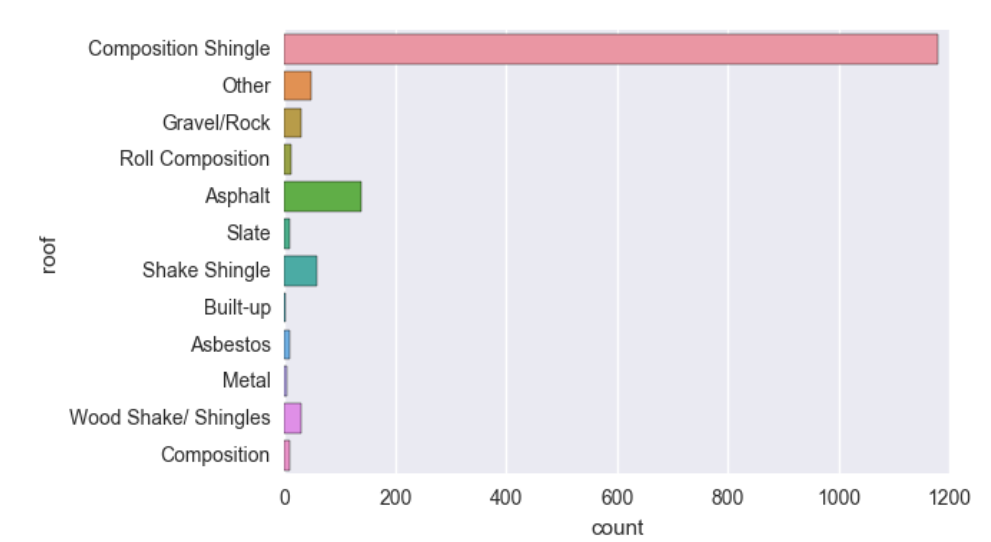 Composition Shingle
Other
Gravel/Rock
Roll Composition
Asphalt
Slate
Shake Shingle
Built-up
Asbestos
Metal
Wood Shake/ Shingles
Composition
roof
0 200 400 600 800 1000 1200
count